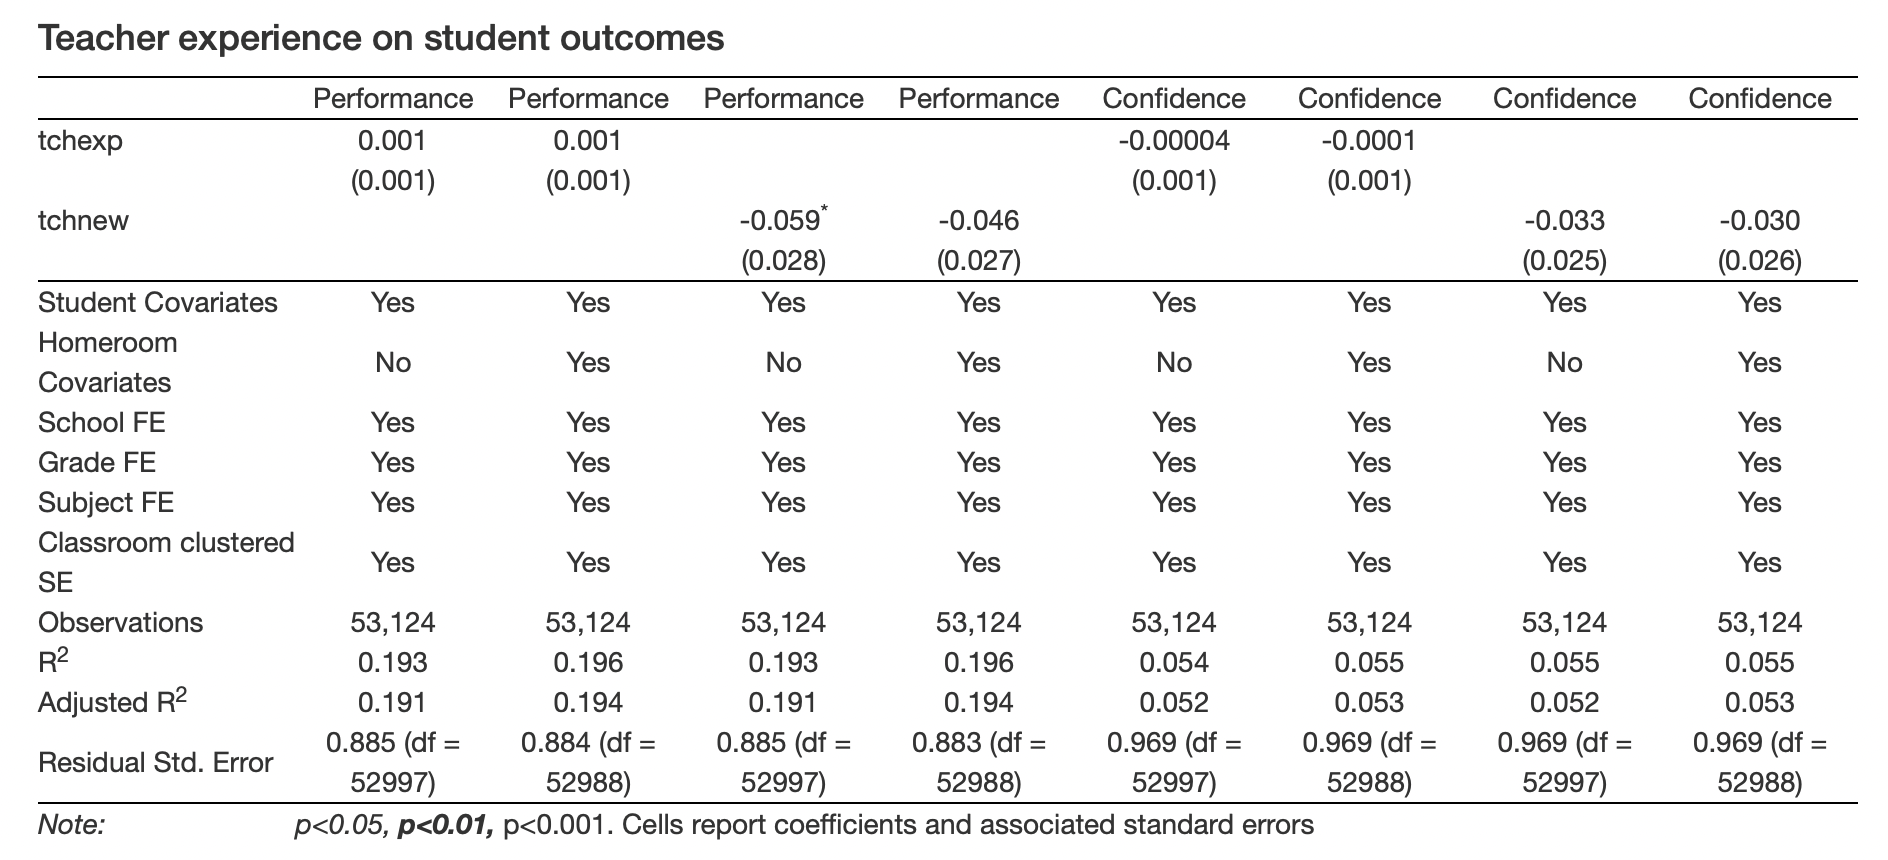 Teacher experience on student outcomes
Performance Performance Performance Performance Confidence Confidence Confidence Confidence
tchexp 0.001 0.001 -0.00004 -0.0001
(0.001) (0.001) (0.001) (0.001)
tchnew -0.059* -0.046 -0.033 -0.030
(0.028) (0.027) (0.025) (0.026)
Student Covariates Yes Yes Yes Yes Yes Yes Yes Yes
Homeroom
Covariates No Yes No Yes No Yes No Yes
School FE Yes Yes Yes Yes Yes Yes Yes Yes
Grade FE Yes Yes Yes Yes Yes Yes Yes Yes
Subject FE Yes Yes Yes Yes Yes Yes Yes Yes
Classroom clustered
SE Yes Yes Yes Yes Yes Yes Yes Yes
Observations 53,124 53,124 53,124 53,124 53,124 53,124 53,124 53,124
R² 0.193 0.196 0.193 0.196 0.054 0.055 0.055 0.055
Adjusted R² 0.191 0.194 0.191 0.194 0.052 0.053 0.052 0.053
Residual Std. Error 0.885 (df = 0.884 (df = 0.885 (df = 0.883 (df = 0.969 (df = 0.969 (df = 0.969 (df = 0.969 (df =
52997) 52988) 52997) 52988) 52997) 52988) 52997) 52988)
Note: p<0.05, p<0.01, p<0.001. Cells report coefficients and associated standard errors